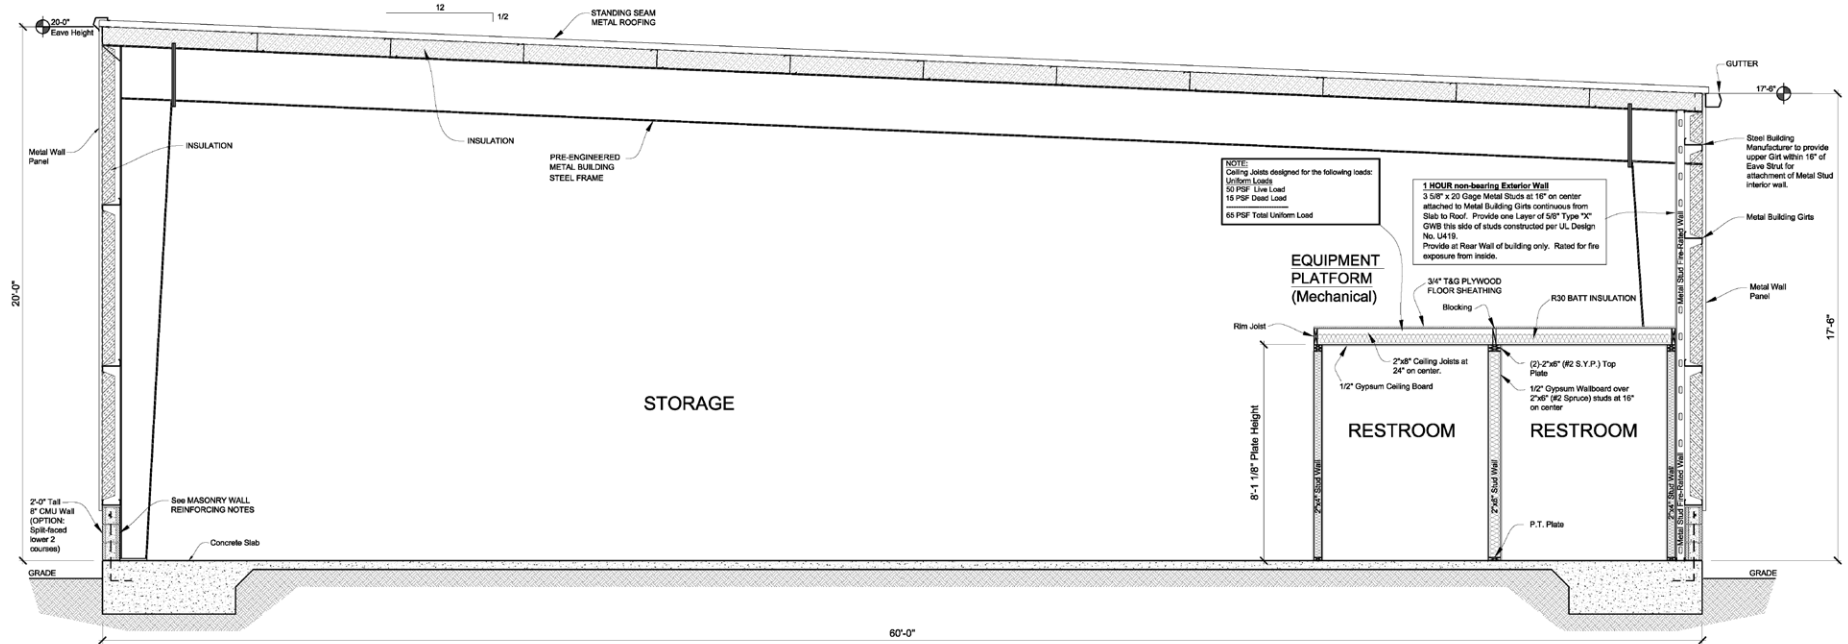 12
1/2
STANDING SEAM
METAL ROOFING
20'-0"
Eave Height
GUTTER
17'-6"
INSULATION
INSULATION
Metal Wall
Panel
PRE-ENGINEERED
METAL BUILDING
STEEL FRAME
NOTE:
Ceiling Joists designed for the following loads:
Uniform Loads
50 PSF Live Load
15 PSF Dead Load
65 PSF Total Uniform Load
1 HOUR non-bearing Exterior Wall
3 5/8" x 20 Gage Metal Studs at 16" on center
attached to Metal Building Girts continuous from
Slab to Roof. Provide one Layer of 5/8" Type "X"
GWB this side of studs constructed per UL Design
No. U419.
Provide at Rear Wall of building only. Rated for fire
exposure from inside.
Steel Building
Manufacturer to provide
upper Girt within 16" of
Eave Strut for
attachment of Metal Stud
interior wall.
Metal Building Girts
Metal Stud Fire-Rated Wall
EQUIPMENT
PLATFORM
(Mechanical)
3/4" T&G PLYWOOD
FLOOR SHEATHING
Blocking
R30 BATT INSULATION
Metal Wall
Panel
20'-0"
17'-6"
Rim Joist
2"x8" Ceiling Joists at
24" on center.
1/2" Gypsum Ceiling Board
(2)-2"x6" (#2 S.Y.P.) Top
Plate
1/2" Gypsum Wallboard over
2"x6" (#2 Spruce) studs at 16"
on center
STORAGE
RESTROOM
RESTROOM
8'-1 1/8" Plate Height
2"x4" Stud Wall
2"x6" Stud Wall
2"x4" Stud Wall
Metal Stud Fire-Rated Wall
2'-0" Tall
8" CMU Wall
(OPTION:
Split-faced
lower 2
courses)
See MASONRY WALL
REINFORCING NOTES
P.T. Plate
Concrete Slab
GRADE
GRADE
60'-0"